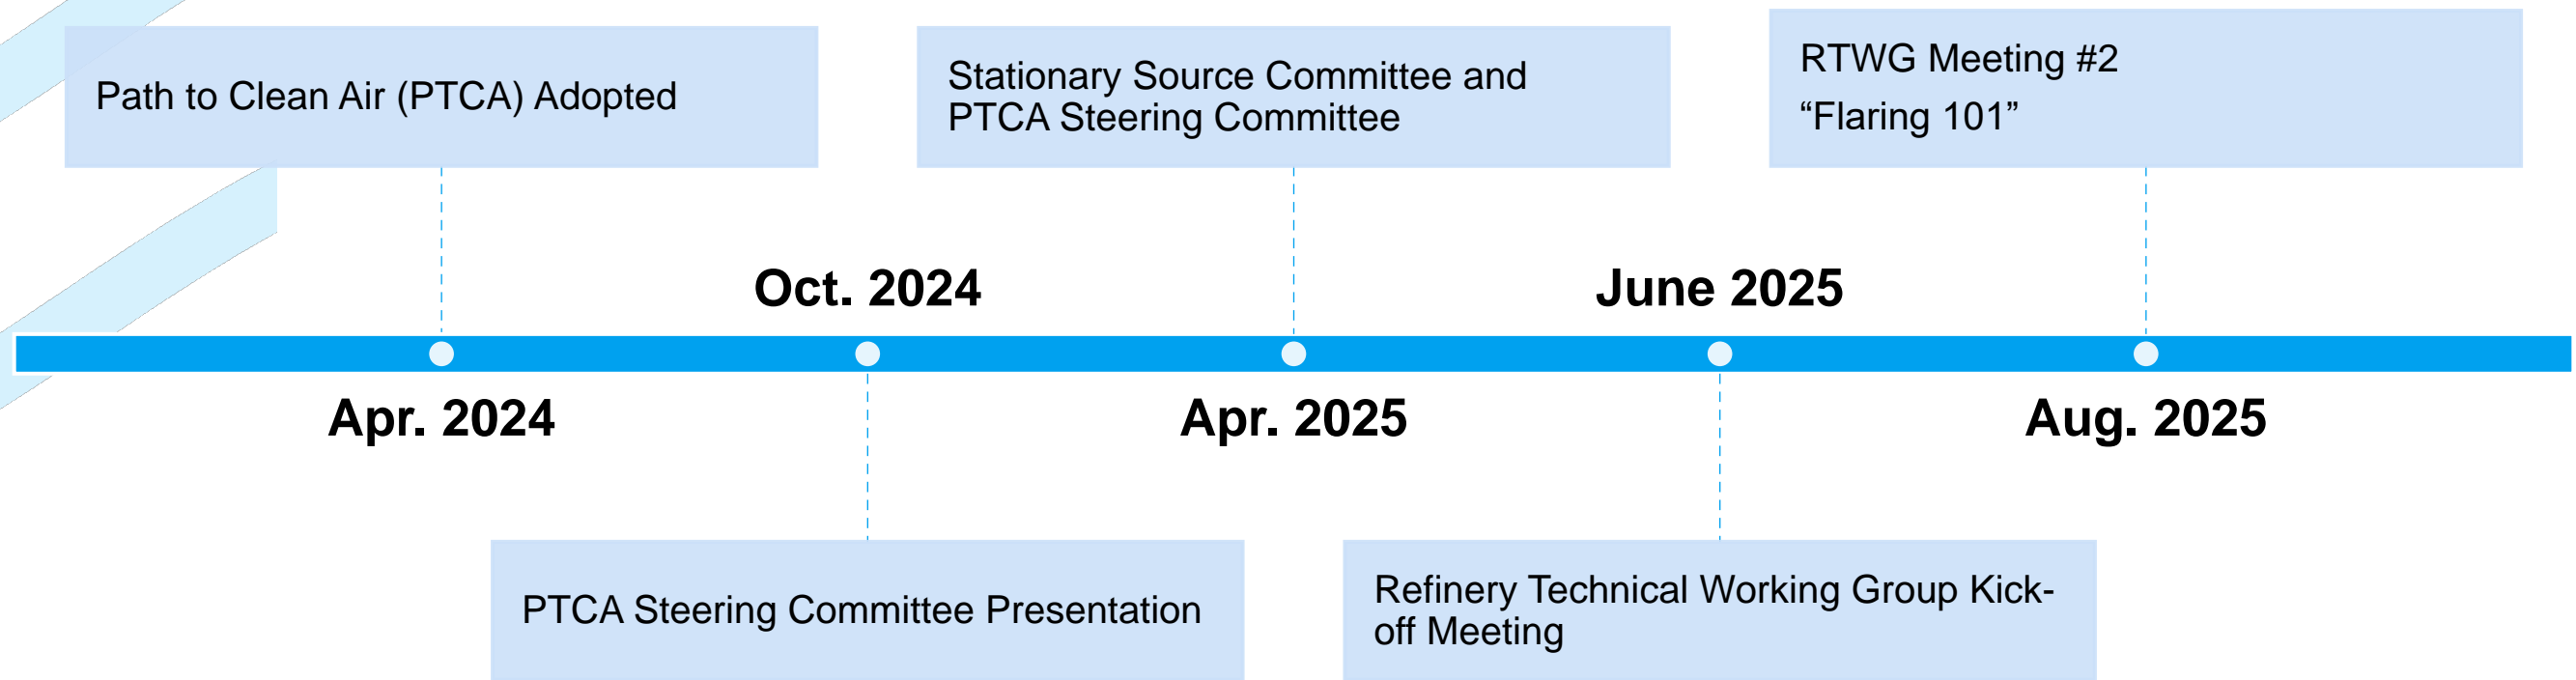 Path to Clean Air (PTCA) Adopted
Stationary Source Committee and
PTCA Steering Committee
RTWG Meeting #2
“Flaring 101”
Oct. 2024
June 2025
Apr. 2024
Apr. 2025
Aug. 2025
PTCA Steering Committee Presentation
Refinery Technical Working Group Kick-
off Meeting